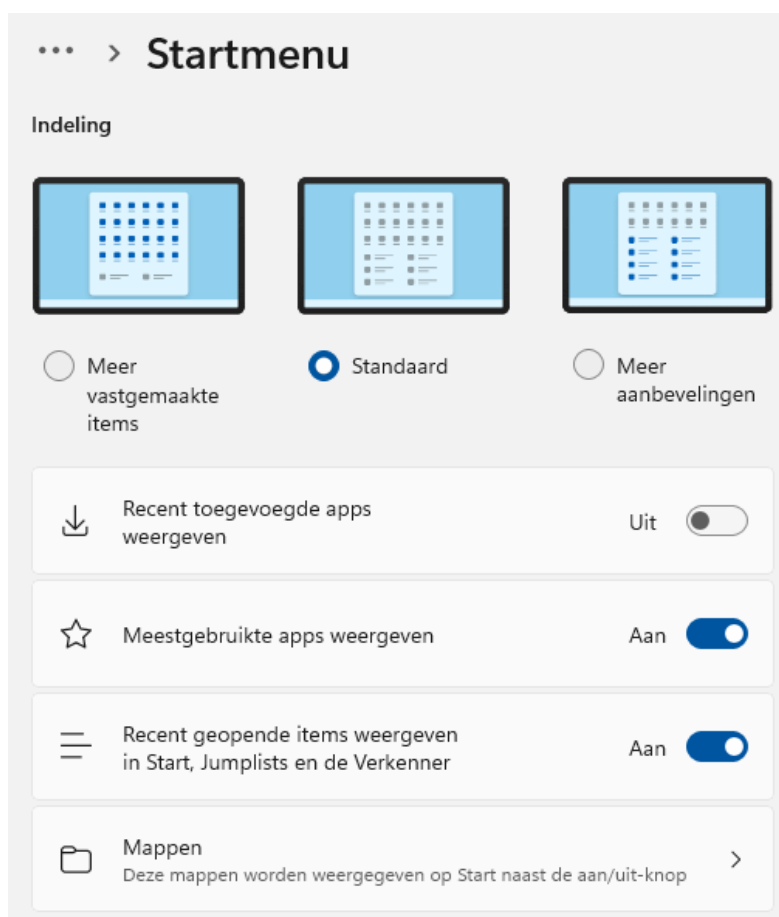 ... > Startmenu
Indeling
Meer
vastgemaakte
items
Standaard
Meer
aanbevelingen
Recent toegevoegde apps
weergeven
Uit
Meestgebruikte apps weergeven
Aan
Recent geopende items weergeven
in Start, Jumplists en de Verkenner
Aan
Mappen
Deze mappen worden weergegeven op Start naast de aan/uit-knop